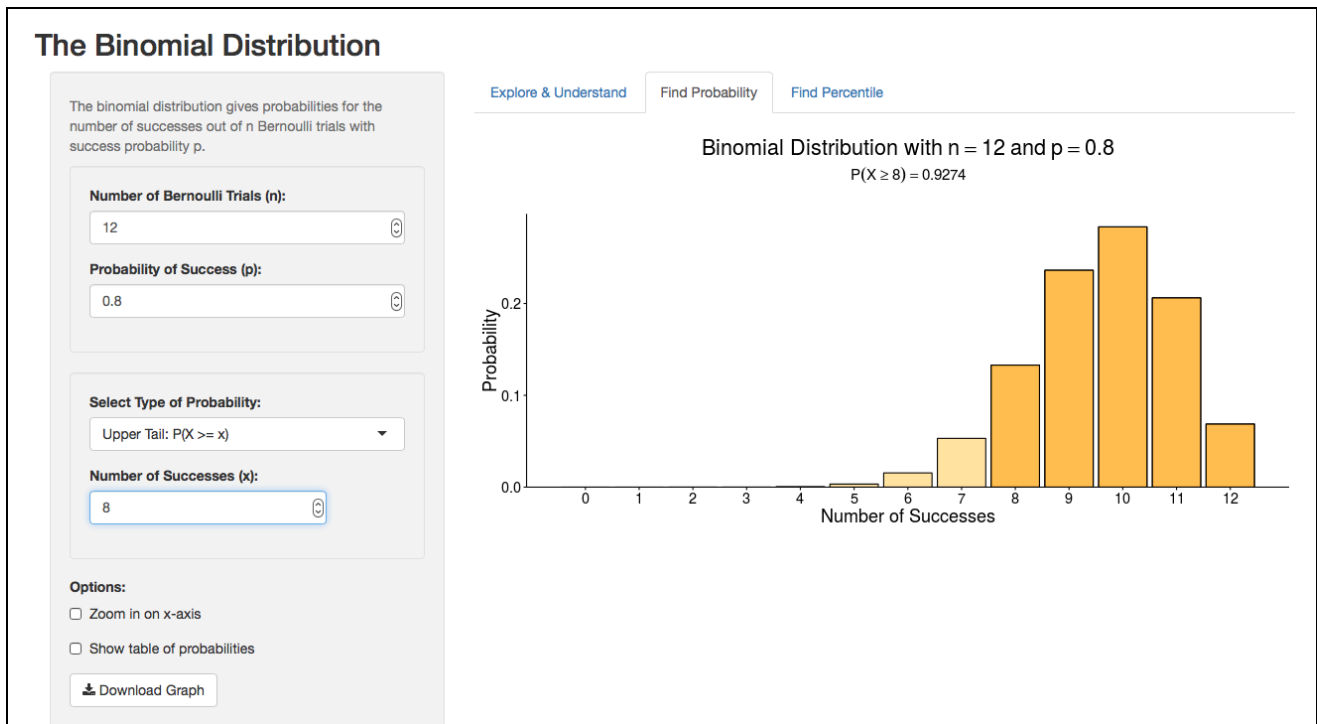 The Binomial Distribution
The binomial distribution gives probabilities for the
number of successes out of n Bernoulli trials with
success probability p.
Number of Bernoulli Trials (n):
12
Probability of Success (p):
0.8
Select Type of Probability:
Upper Tail: P(X >= x)
Number of Successes (x):
8
Options:
Zoom in on x-axis
Show table of probabilities
Download Graph
Explore & Understand Find Probability Find Percentile
Binomial Distribution with n = 12 and p = 0.8
P(X ≥ 8) = 0.9274
Probability
0.2
0.1
0.0
0 1 2 3 4 5 6 7 8 9 10 11 12
Number of Successes